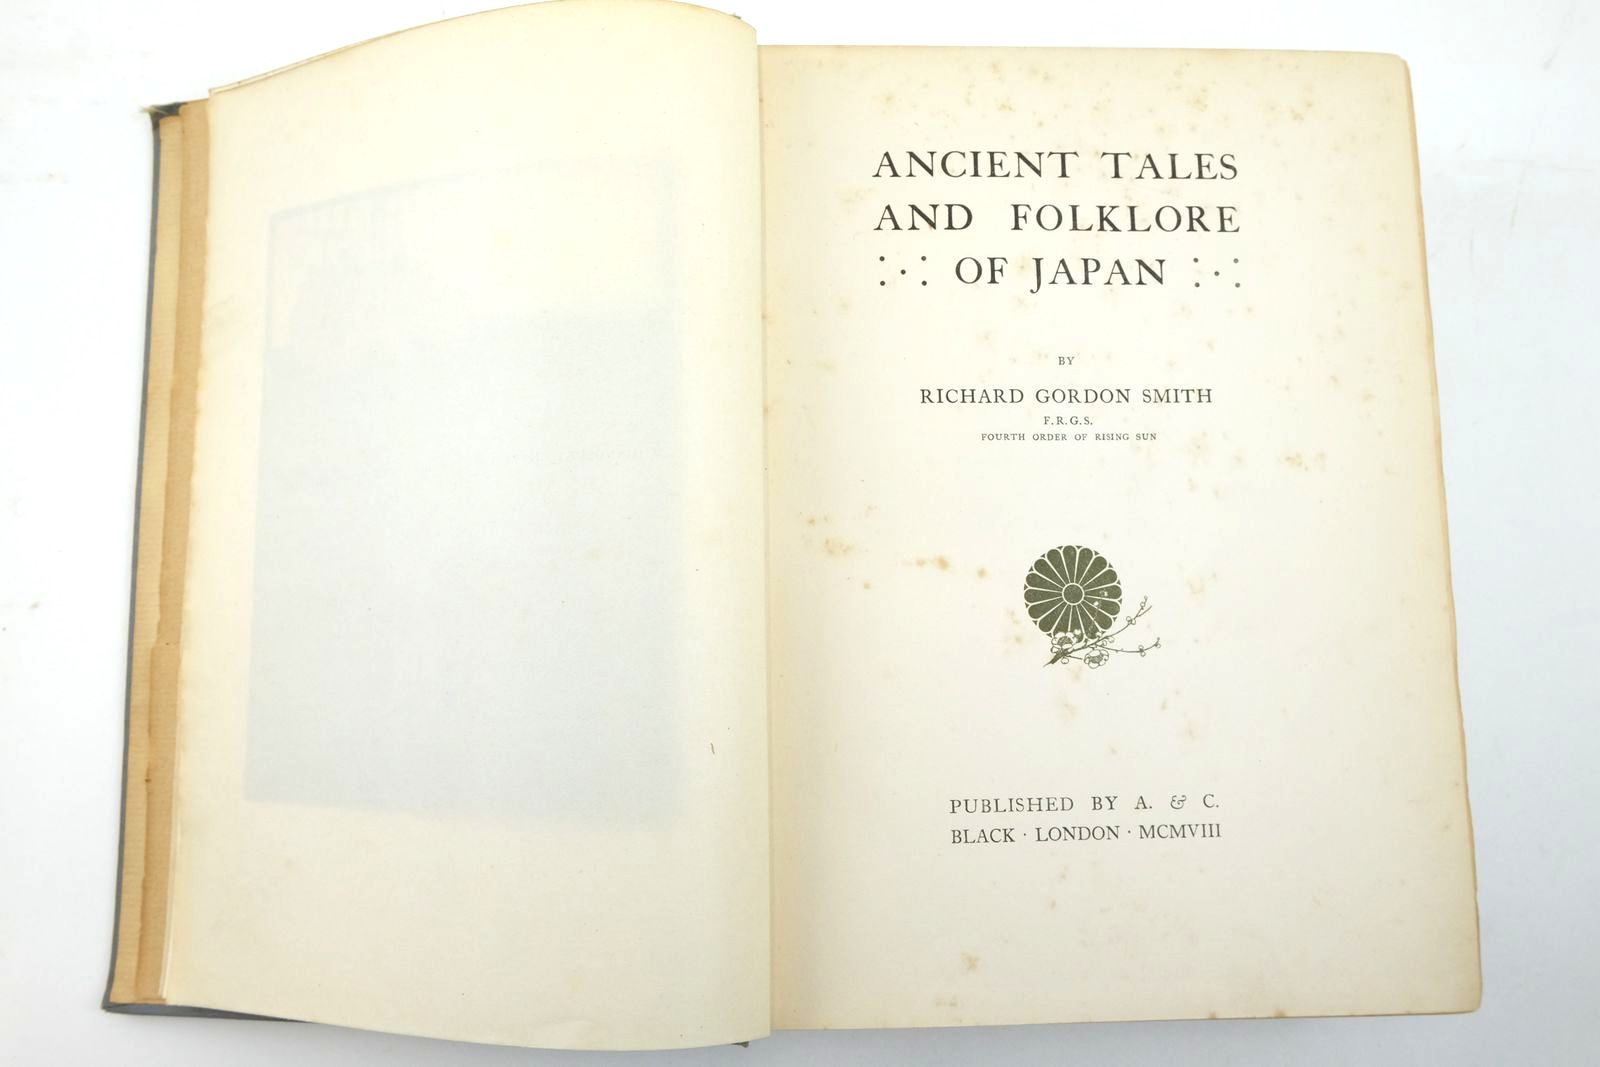 ANCIENT TALES
AND FOLKLORE
OF JAPAN
BY
RICHARD GORDON SMITH
F.R.G.S.
FOURTH ORDER OF RISING SUN
PUBLISHED BY A. & C.
BLACK · LONDON · MCMVIII